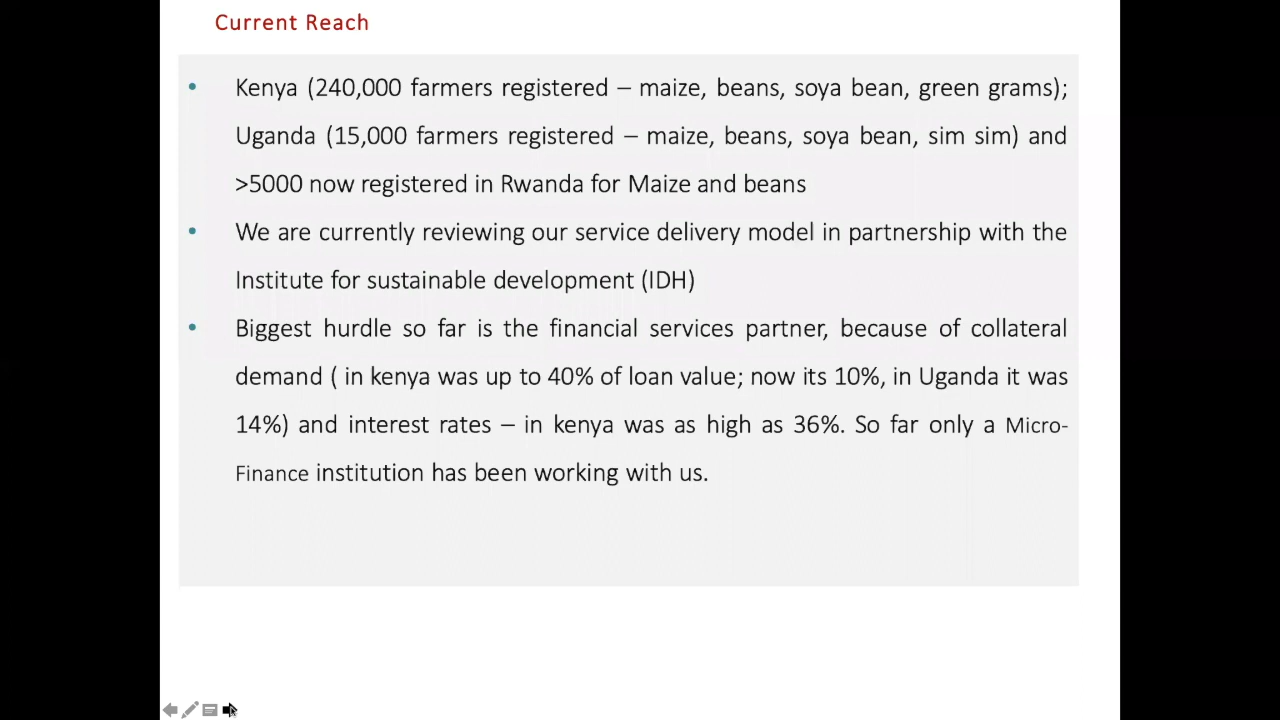 Current Reach
• Kenya (240,000 farmers registered – maize, beans, soya bean, green grams);
Uganda (15,000 farmers registered – maize, beans, soya bean, sim sim) and
>5000 now registered in Rwanda for Maize and beans
• We are currently reviewing our service delivery model in partnership with the
Institute for sustainable development (IDH)
• Biggest hurdle so far is the financial services partner, because of collateral
demand ( in kenya was up to 40% of loan value; now its 10%, in Uganda it was
14%) and interest rates – in kenya was as high as 36%. So far only a Micro-
Finance institution has been working with us.